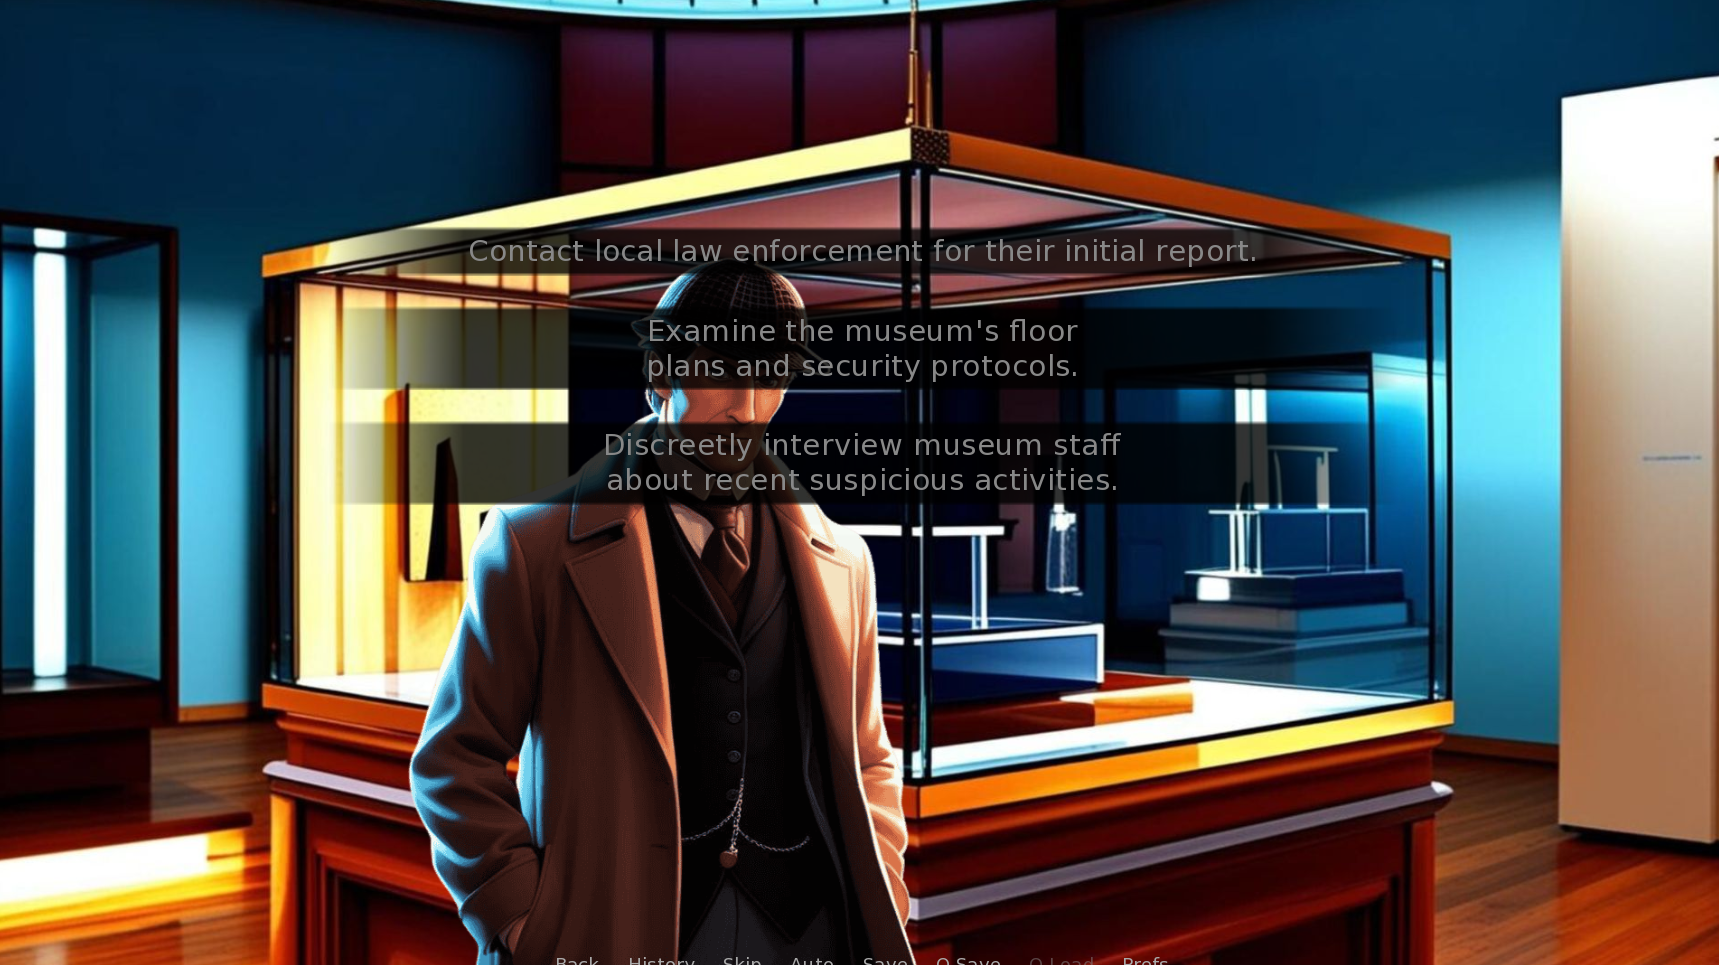 Contact local law enforcement for their initial report.
Examine the museum's floor
plans and security protocols.
Discreetly interview museum staff
about recent suspicious activities.
Back History Skip Auto Save Q.Save Q.Load Prefs